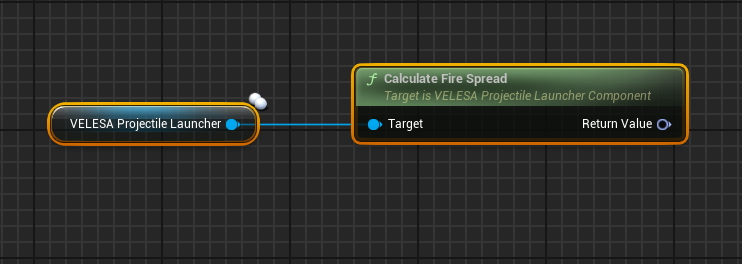 Calculate Fire Spread
Target is VELESA Projectile Launcher Component
VELESA Projectile Launcher
Target
Return Value